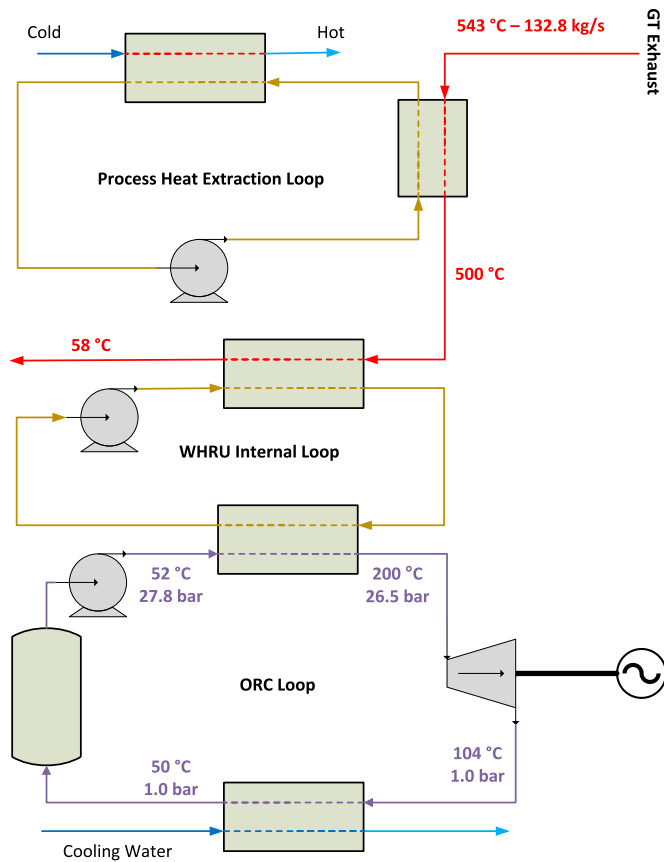 Cold
Hot
543 °C – 132.8 kg/s
GT Exhaust
Process Heat Extraction Loop
500 °C
58 °C
WHRU Internal Loop
52 °C
27.8 bar
200 °C
26.5 bar
ORC Loop
50 °C
1.0 bar
104 °C
1.0 bar
Cooling Water